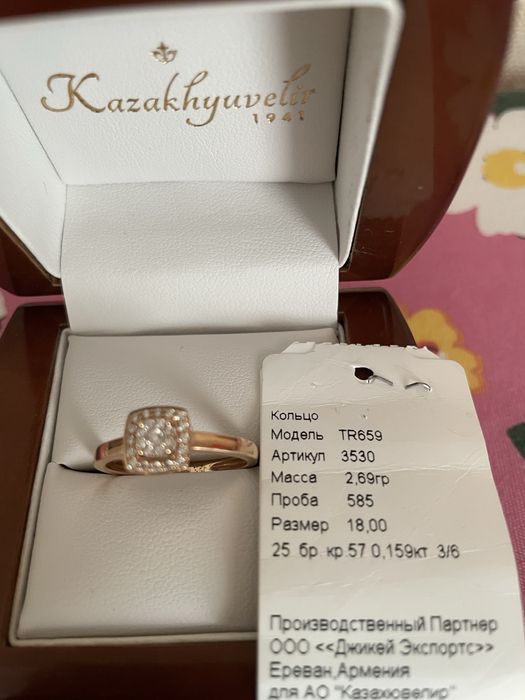 Kazakhyuvelir
1941
Кольцо
Модель TR659
Артикул 3530
Масса 2,69гр
Проба 585
Размер 18,00
25 бр кр.57 0,159кт 3/6
Производственный Партнер
ООО <<Джикей Экспортс>>
Ереван,Армения
для АО "Казахювелир"